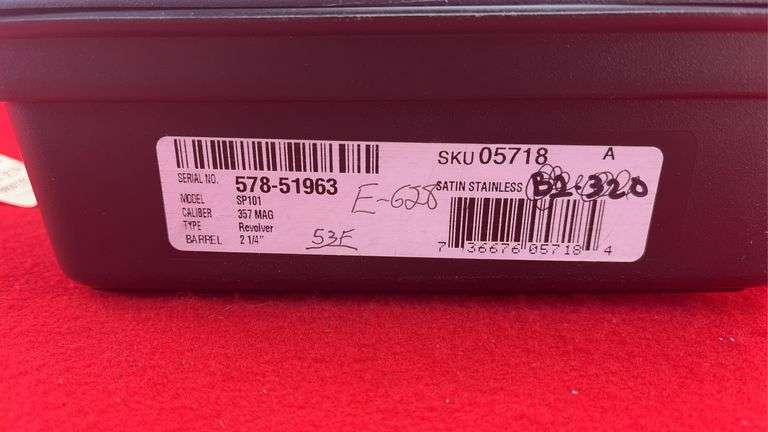 SERIAL NO. 578-51963
MODEL SP101
CALIBER 357 MAG
TYPE Revolver
BARREL 2 1/4"
E-628
53F
SKU 05718 A
SATIN STAINLESS B2-320
7 36676 05718 4